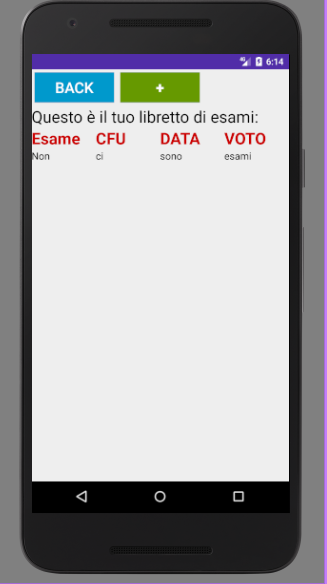 6:14
BACK +
Questo è il tuo libretto di esami:
Esame CFU DATA VOTO
Non ci sono esami